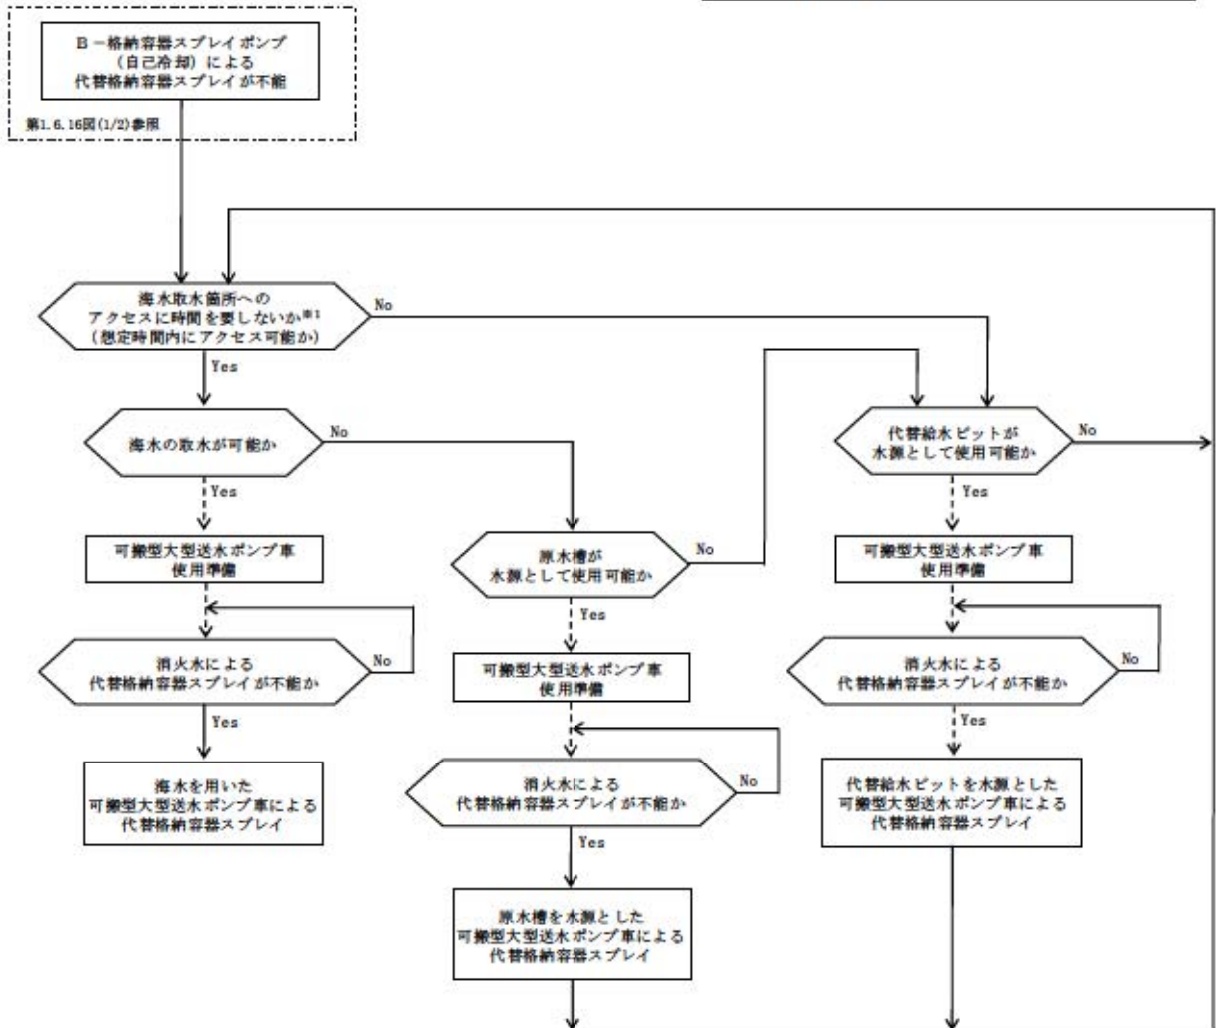 B-格納容器スプレイポンプ
(自己冷却)による
代替格納容器スプレイが不能
第1.6.16図(1/2)参照
海水取水箇所への
アクセスに時間を要しないか※1
(想定時間内にアクセス可能か)
No
Yes
海水の取水が可能か
No
Yes
可搬型大型送水ポンプ車
使用準備
消火水による
代替格納容器スプレイが不能か
No
Yes
海水を用いた
可搬型大型送水ポンプ車による
代替格納容器スプレイ
原水槽が
水源として使用可能か
No
Yes
可搬型大型送水ポンプ車
使用準備
消火水による
代替格納容器スプレイが不能か
No
Yes
原水槽を水源とした
可搬型大型送水ポンプ車による
代替格納容器スプレイ
代替給水ピットが
水源として使用可能か
No
Yes
可搬型大型送水ポンプ車
使用準備
消火水による
代替格納容器スプレイが不能か
No
Yes
代替給水ピットを水源とした
可搬型大型送水ポンプ車による
代替格納容器スプレイ